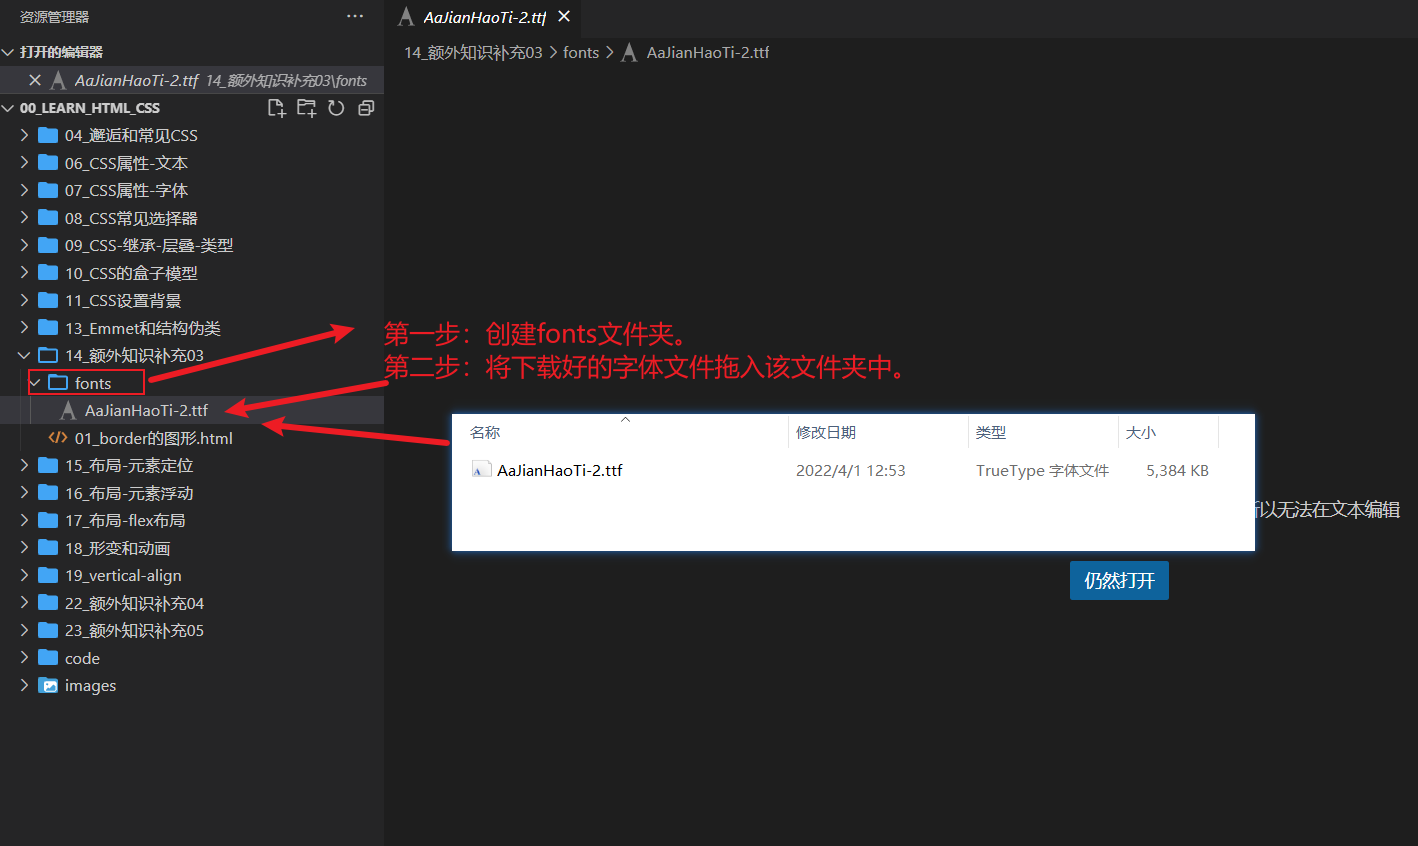 资源管理器
···
打开的编辑器
AaJianHaoTi-2.ttf 14_额外知识补充03\fonts
00_LEARN_HTML_CSS
04_邂逅和常见CSS
06_CSS属性-文本
07_CSS属性-字体
08_CSS常见选择器
09_CSS-继承-层叠-类型
10_CSS的盒子模型
11_CSS设置背景
13_Emmet和结构伪类
14_额外知识补充03
fonts
AaJianHaoTi-2.ttf
01_border的图形.html
15_布局-元素定位
16_布局-元素浮动
17_布局-flex布局
18_形变和动画
19_vertical-align
22_额外知识补充04
23_额外知识补充05
code
images
AaJianHaoTi-2.ttf
14_额外知识补充03 > fonts > AaJianHaoTi-2.ttf
第一步：创建fonts文件夹。
第二步：将下载好的字体文件拖入该文件夹中。
名称 修改日期 类型 大小
AaJianHaoTi-2.ttf 2022/4/1 12:53 TrueType 字体文件 5,384 KB
以无法在文本编辑
仍然打开